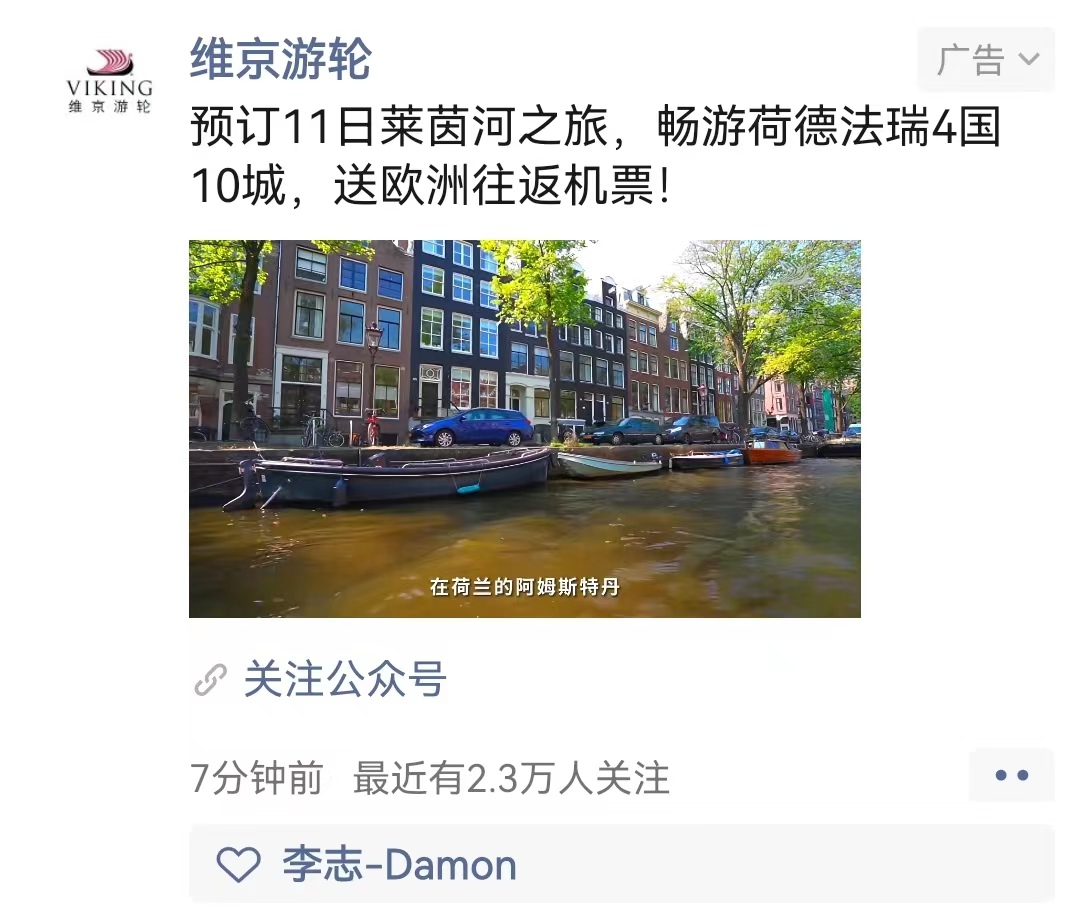 维京游轮
广告
VIKING
维京游轮
预订11日莱茵河之旅，畅游荷德法瑞4国
10城，送欧洲往返机票！
VIKING
在荷兰的阿姆斯特丹
关注公众号
7分钟前 最近有2.3万人关注
李志-Damon